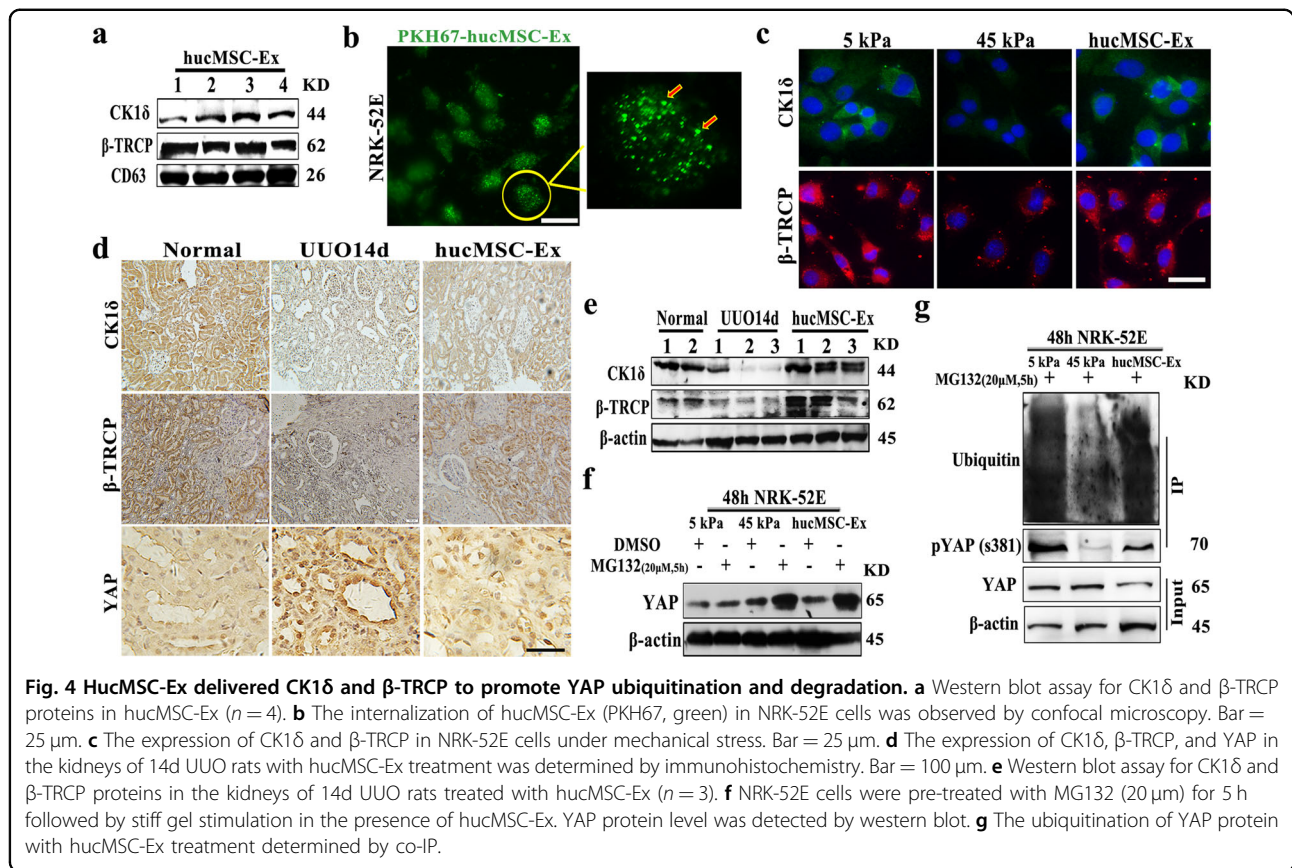 a
hucMSC-Ex
1 2 3 4 KD
CK1δ 44
β-TRCP 62
CD63 26
b
PKH67-hucMSC-Ex
NRK-52E
c
5 kPa 45 kPa hucMSC-Ex
CK1δ
β-TRCP
d
Normal UUO14d hucMSC-Ex
CK1δ
β-TRCP
YAP
e
Normal UUO14d hucMSC-Ex
1 2 1 2 3 1 2 3 KD
CK1δ 44
β-TRCP 62
β-actin 45
f
48h NRK-52E
5 kPa 45 kPa hucMSC-Ex
DMSO + - + - + -
MG132(20μM,5h) - + - + - + KD
YAP 65
β-actin 45
g
48h NRK-52E
5 kPa 45 kPa hucMSC-Ex
MG132(20μM,5h) + + + KD
Ubiquitin
IP
pYAP (s381) 70
YAP 65
Input
β-actin 45
Fig. 4 HucMSC-Ex delivered CK1δ and β-TRCP to promote YAP ubiquitination and degradation. a Western blot assay for CK1δ and β-TRCP
proteins in hucMSC-Ex (n = 4). b The internalization of hucMSC-Ex (PKH67, green) in NRK-52E cells was observed by confocal microscopy. Bar =
25 μm. c The expression of CK1δ and β-TRCP in NRK-52E cells under mechanical stress. Bar = 25 μm. d The expression of CK1δ, β-TRCP, and YAP in
the kidneys of 14d UUO rats with hucMSC-Ex treatment was determined by immunohistochemistry. Bar = 100 μm. e Western blot assay for CK1δ and
β-TRCP proteins in the kidneys of 14d UUO rats treated with hucMSC-Ex (n = 3). f NRK-52E cells were pre-treated with MG132 (20 μm) for 5 h
followed by stiff gel stimulation in the presence of hucMSC-Ex. YAP protein level was detected by western blot. g The ubiquitination of YAP protein
with hucMSC-Ex treatment determined by co-IP.